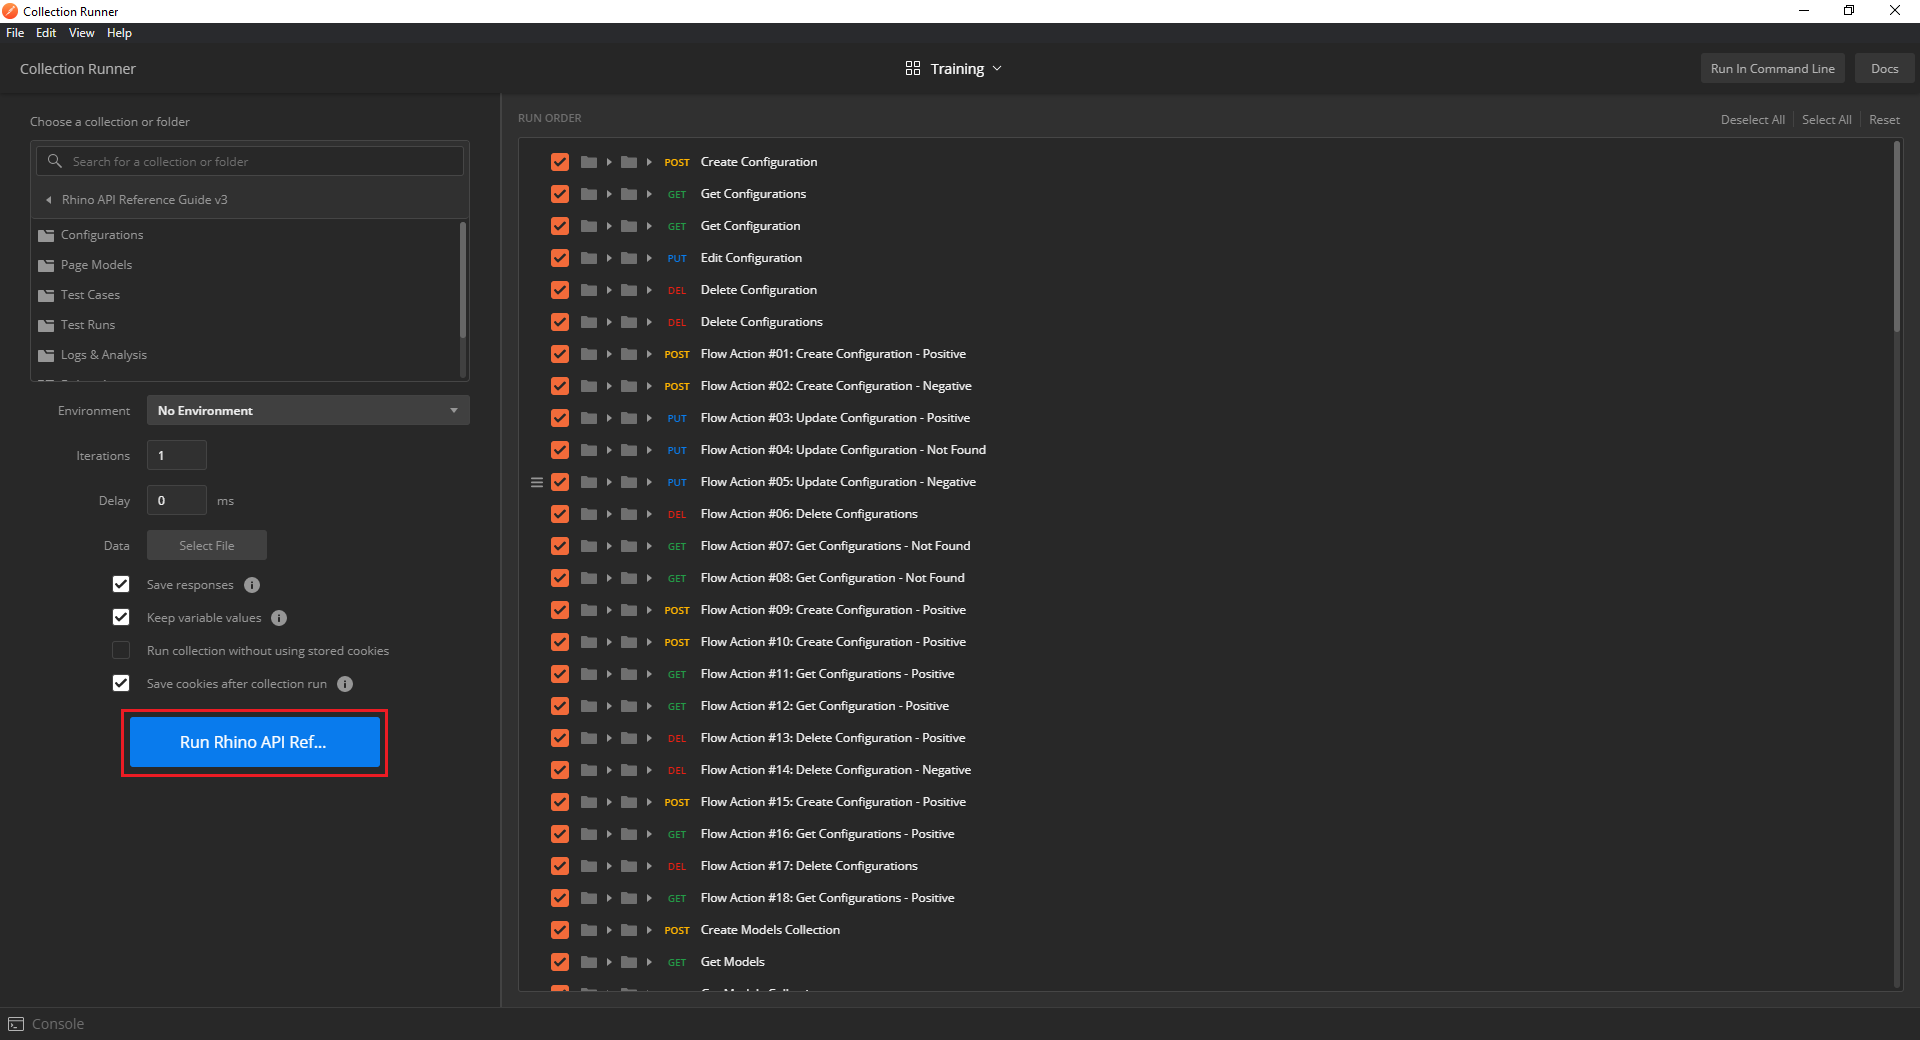 Collection Runner
File Edit View Help
Collection Runner
Training
Run In Command Line
Docs
Choose a collection or folder
Search for a collection or folder
Rhino API Reference Guide v3
Configurations
Page Models
Test Cases
Test Runs
Logs & Analysis
Environment No Environment
Iterations 1
Delay 0 ms
Data Select File
Save responses
Keep variable values
Run collection without using stored cookies
Save cookies after collection run
Run Rhino API Ref...
RUN ORDER
Deselect All Select All Reset
POST Create Configuration
GET Get Configurations
GET Get Configuration
PUT Edit Configuration
DEL Delete Configuration
DEL Delete Configurations
POST Flow Action #01: Create Configuration - Positive
POST Flow Action #02: Create Configuration - Negative
PUT Flow Action #03: Update Configuration - Positive
PUT Flow Action #04: Update Configuration - Not Found
PUT Flow Action #05: Update Configuration - Negative
DEL Flow Action #06: Delete Configurations
GET Flow Action #07: Get Configurations - Not Found
GET Flow Action #08: Get Configuration - Not Found
POST Flow Action #09: Create Configuration - Positive
POST Flow Action #10: Create Configuration - Positive
GET Flow Action #11: Get Configurations - Positive
GET Flow Action #12: Get Configuration - Positive
DEL Flow Action #13: Delete Configuration - Positive
DEL Flow Action #14: Delete Configuration - Negative
POST Flow Action #15: Create Configuration - Positive
GET Flow Action #16: Get Configurations - Positive
DEL Flow Action #17: Delete Configurations
GET Flow Action #18: Get Configurations - Positive
POST Create Models Collection
GET Get Models
Console